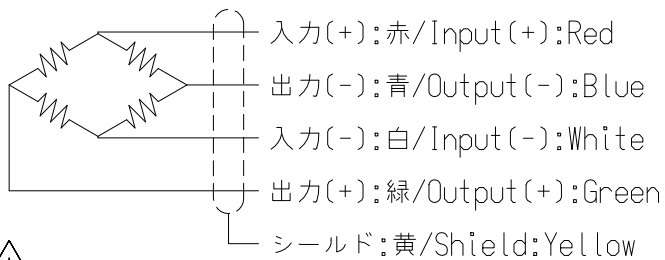 入力(+):赤/Input(+):Red
出力(-):青/Output(-):Blue
入力(-):白/Input(-):White
出力(+):緑/Output(+):Green
シールド:黄/Shield:Yellow